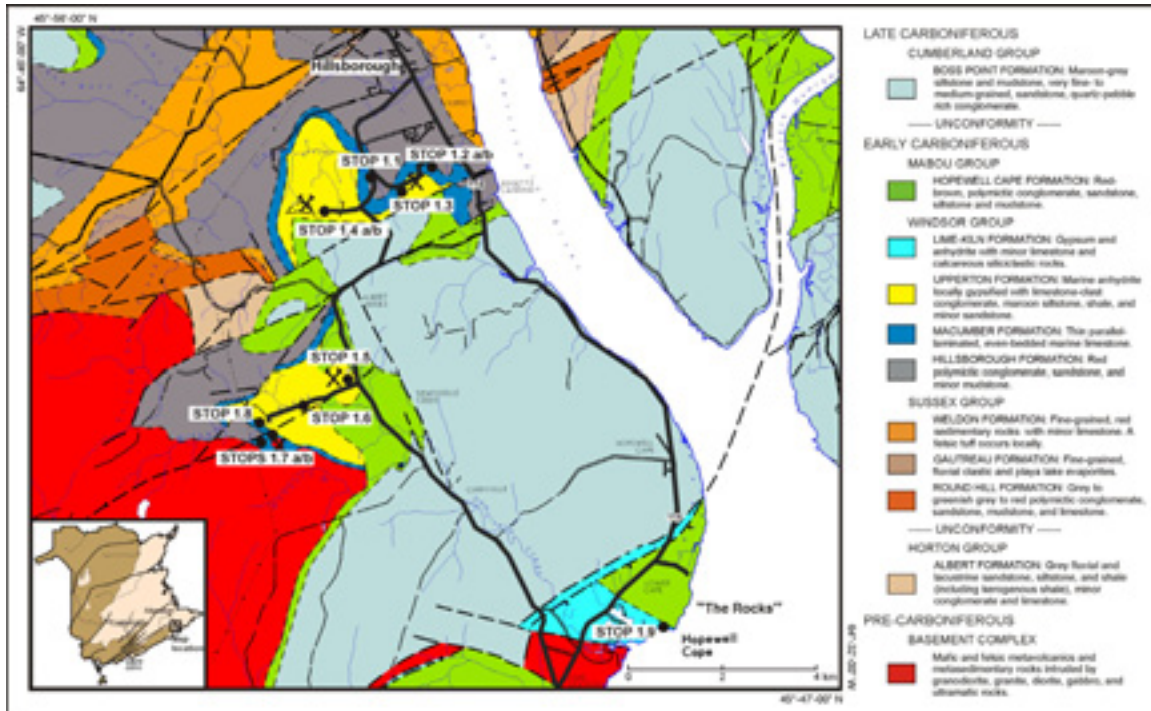 45°-56'-00" N
Hillsborough
STOP 1.1
STOP 1.2 a/b
STOP 1.3
STOP 1.4 a/b
STOP 1.5
STOP 1.6
STOP 1.8
STOPS 1.7 a/b
"The Rocks"
STOP 1.9
Hopewell
Cape
0 2 4 km
45°-47'-00" N
LATE CARBONIFEROUS
CUMBERLAND GROUP
BOSS POINT FORMATION: Maroon-grey
siltstone and mudstone, very fine- to
medium-grained, sandstone, quartz-pebble
rich conglomerate.
------ UNCONFORMITY ------
EARLY CARBONIFEROUS
MABOU GROUP
HOPEWELL CAPE FORMATION: Red-
brown, polymictic conglomerate, sandstone,
siltstone and mudstone.
WINDSOR GROUP
LIME-KILN FORMATION: Gypsum and
anhydrite with minor limestone and
calcareous siliciclastic rocks.
UPPERTON FORMATION: Marine anhydrite
locally gypsified with limestone-clast
conglomerate, maroon siltstone, shale, and
minor sandstone.
MACUMBER FORMATION: Thin parallel-
laminated, even-bedded marine limestone.
HILLSBOROUGH FORMATION: Red
polymictic conglomerate, sandstone, and
minor mudstone.
SUSSEX GROUP
WELDON FORMATION: Fine-grained, red
sedimentary rocks with minor limestone. A
felsic tuff occurs locally.
GAUTREAU FORMATION: Fine-grained,
fluvial clastic and playa lake evaporites.
ROUND HILL FORMATION: Grey to
greenish grey to red polymictic conglomerate,
sandstone, mudstone, and limestone.
------ UNCONFORMITY ------
HORTON GROUP
ALBERT FORMATION: Grey fluvial and
lacustrine sandstone, siltstone, and shale
(including kerogenous shale), minor
conglomerate and limestone.
PRE-CARBONIFEROUS
BASEMENT COMPLEX
Mafic and felsic metavolcanics and
metasedimentary rocks intruded by
granodiorite, granite, diorite, gabbro, and
ultramafic rocks.